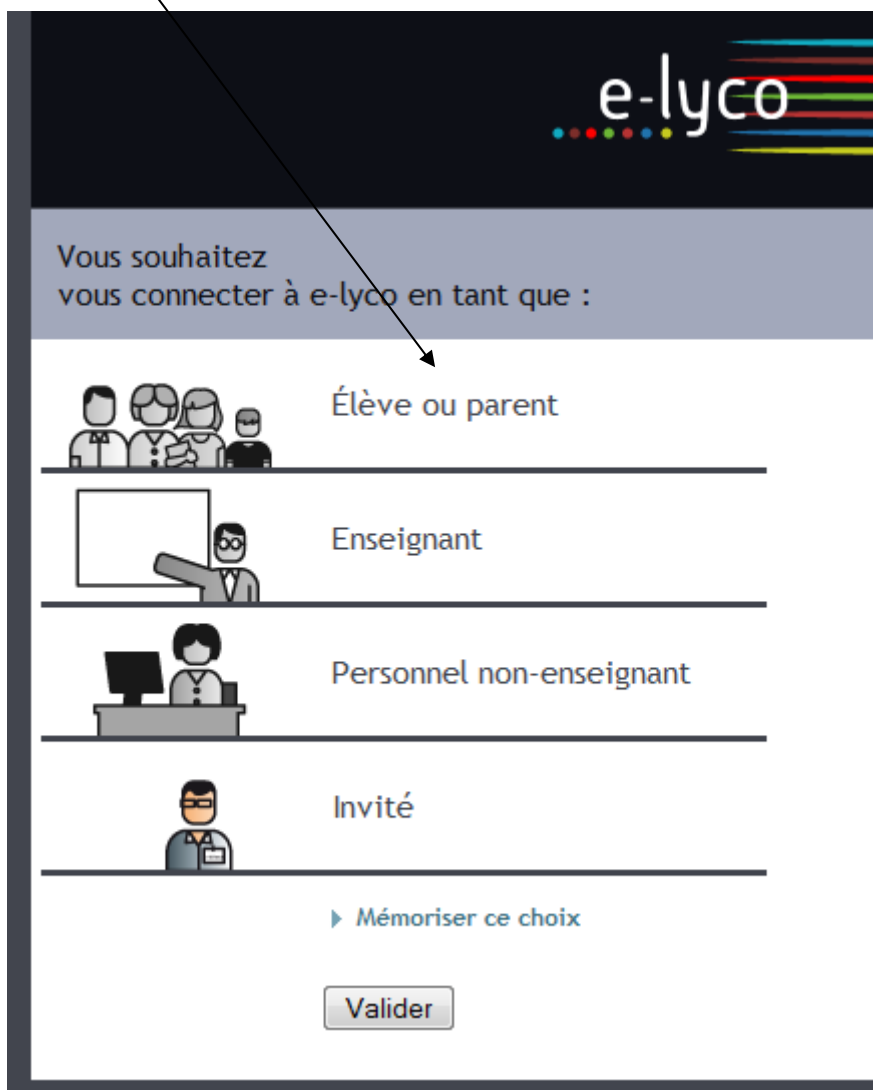 e-lyco
Vous souhaitez
vous connecter à e-lyco en tant que :
Élève ou parent
Enseignant
Personnel non-enseignant
Invité
Mémoriser ce choix
Valider